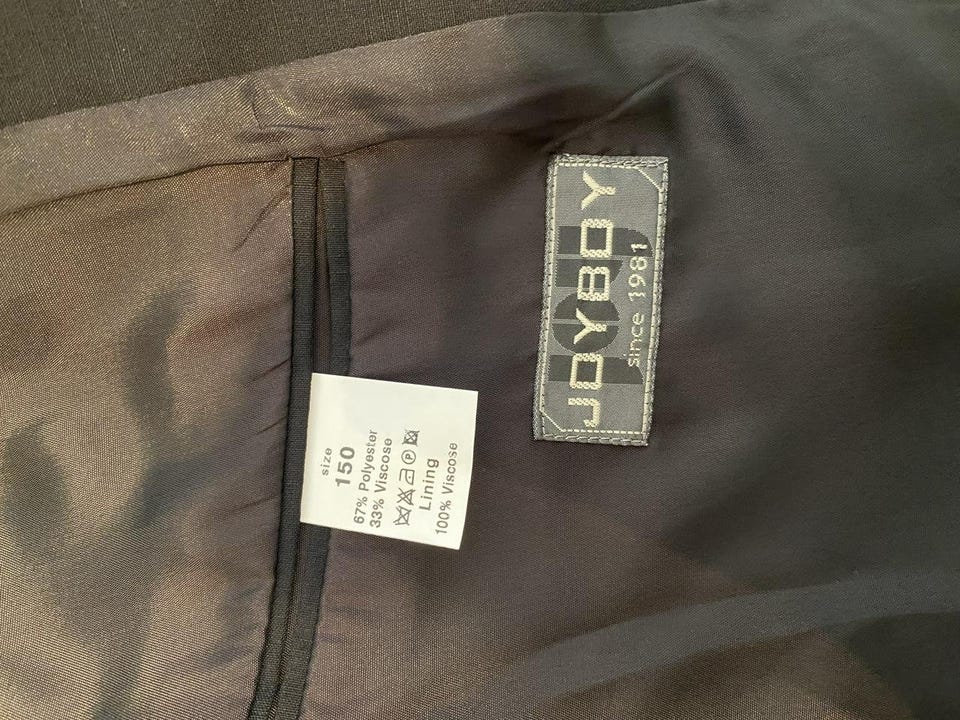 size
150
67% Polyester
33% Viscose
P
Lining
100% Viscose
JOYBOY
since 1981